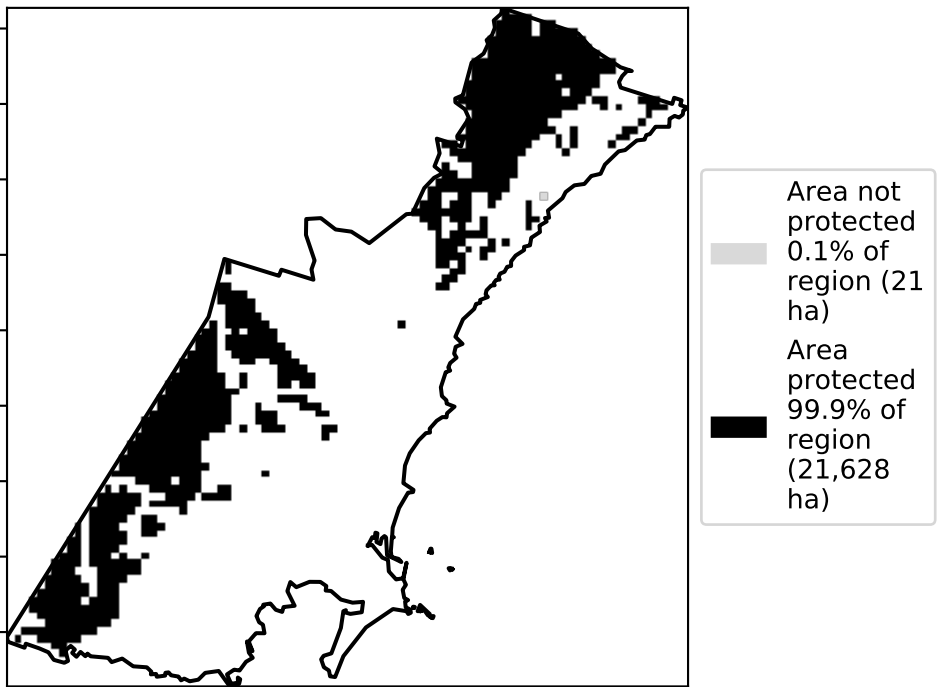 Area not
protected
0.1% of
region (21
ha)
Area
protected
99.9% of
region
(21,628
ha)